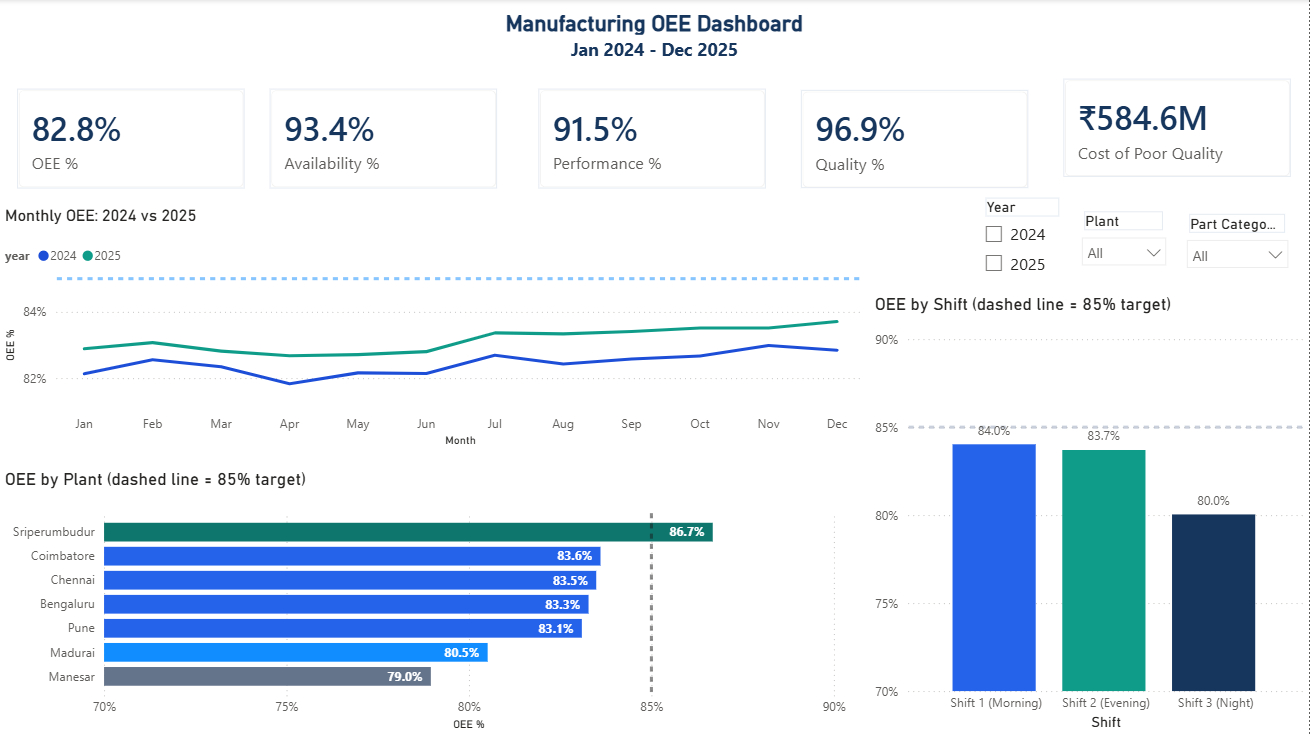 Manufacturing OEE Dashboard
Jan 2024 - Dec 2025
82.8%
OEE %
93.4%
Availability %
91.5%
Performance %
96.9%
Quality %
₹584.6M
Cost of Poor Quality
Monthly OEE: 2024 vs 2025
year 2024 2025
84%
82%
OEE %
Jan Feb Mar Apr May Jun Jul Aug Sep Oct Nov Dec
Month
Year
2024
2025
Plant
All
Part Catego...
All
OEE by Shift (dashed line = 85% target)
90%
85%
80%
75%
70%
84.0%
83.7%
80.0%
Shift 1 (Morning) Shift 2 (Evening) Shift 3 (Night)
Shift
OEE by Plant (dashed line = 85% target)
Sriperumbudur 86.7%
Coimbatore 83.6%
Chennai 83.5%
Bengaluru 83.3%
Pune 83.1%
Madurai 80.5%
Manesar 79.0%
70% 75% 80% 85% 90%
OEE %